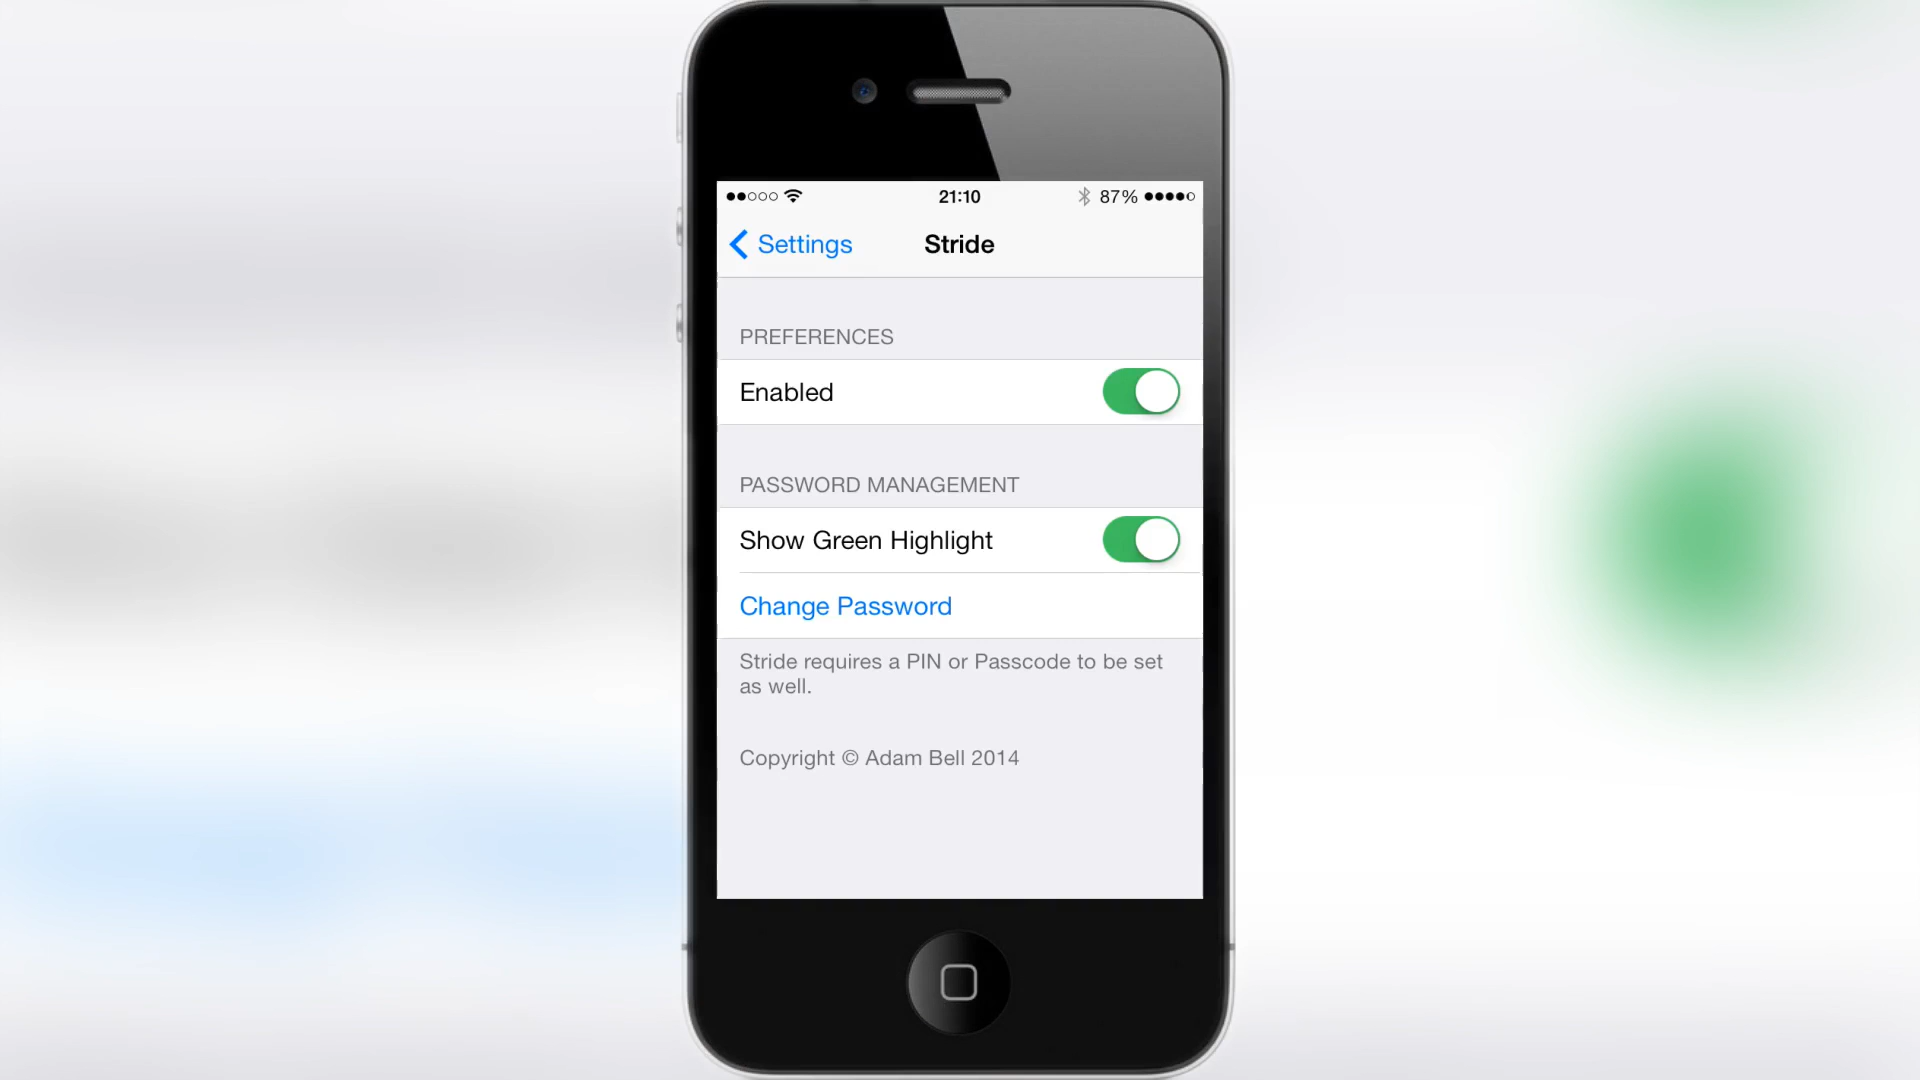 21:10
87%
Settings
Stride
PREFERENCES
Enabled
PASSWORD MANAGEMENT
Show Green Highlight
Change Password
Stride requires a PIN or Passcode to be set
as well.
Copyright © Adam Bell 2014